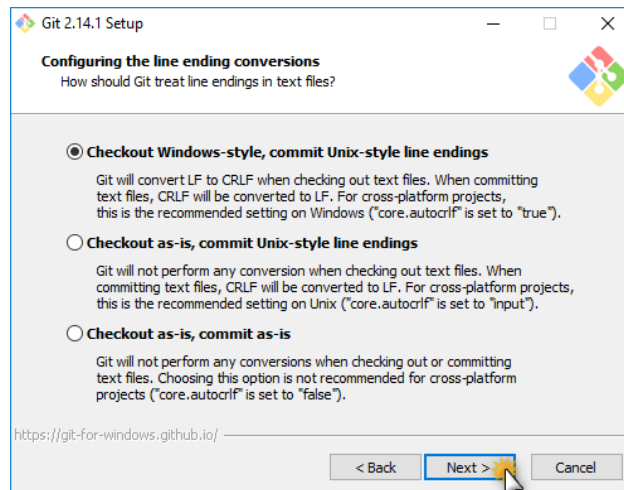 Git 2.14.1 Setup
Configuring the line ending conversions
How should Git treat line endings in text files?
Checkout Windows-style, commit Unix-style line endings
Git will convert LF to CRLF when checking out text files. When committing
text files, CRLF will be converted to LF. For cross-platform projects,
this is the recommended setting on Windows ("core.autocrlf" is set to "true").
Checkout as-is, commit Unix-style line endings
Git will not perform any conversion when checking out text files. When
committing text files, CRLF will be converted to LF. For cross-platform projects,
this is the recommended setting on Unix ("core.autocrlf" is set to "input").
Checkout as-is, commit as-is
Git will not perform any conversions when checking out or committing
text files. Choosing this option is not recommended for cross-platform
projects ("core.autocrlf" is set to "false").
https://git-for-windows.github.io/
< Back Next > Cancel